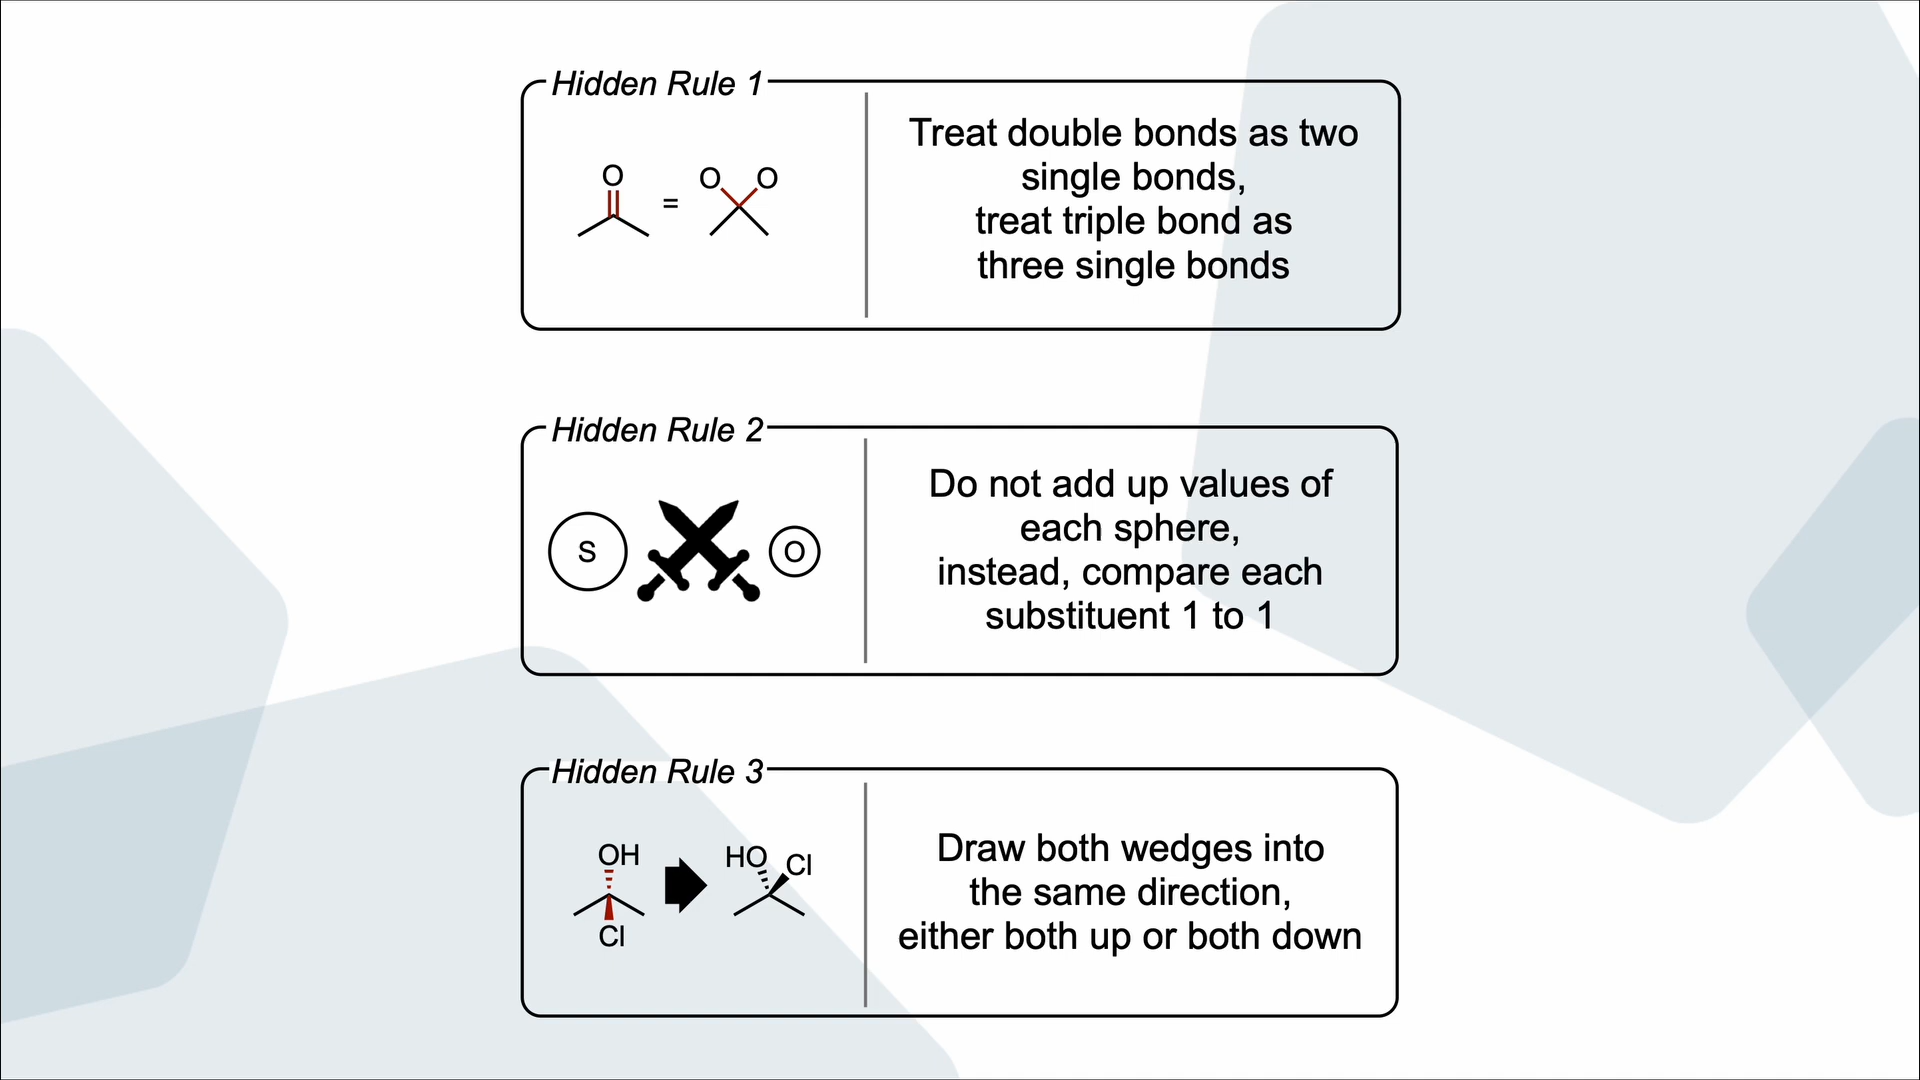 Hidden Rule 1
O
=
O O
Treat double bonds as two
single bonds,
treat triple bond as
three single bonds
Hidden Rule 2
S
O
Do not add up values of
each sphere,
instead, compare each
substituent 1 to 1
Hidden Rule 3
OH
Cl
HO Cl
Draw both wedges into
the same direction,
either both up or both down